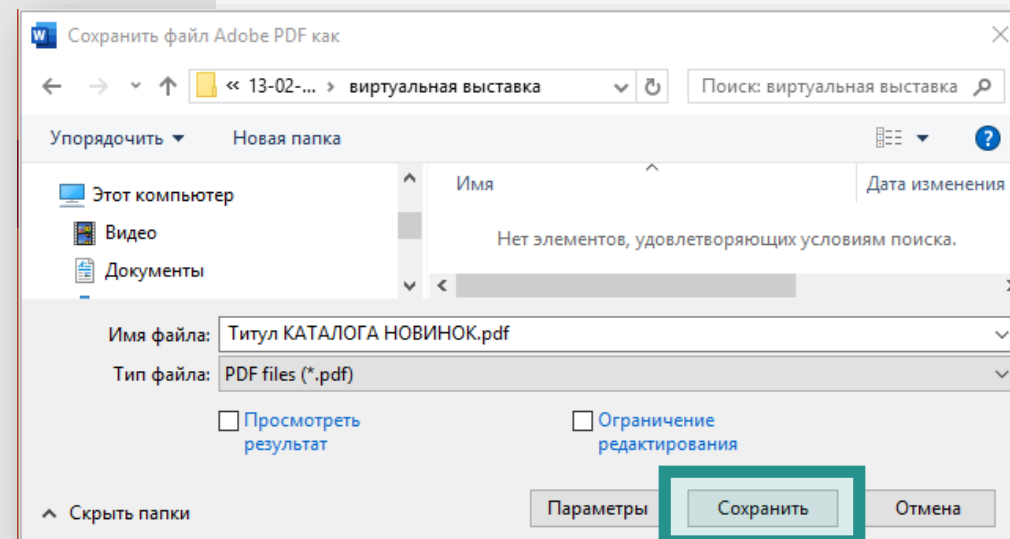 Сохранить файл Adobe PDF как
« 13-02-... › виртуальная выставка
Поиск: виртуальная выставка
Упорядочить
Новая папка
Этот компьютер
Видео
Документы
Имя
Дата изменения
Нет элементов, удовлетворяющих условиям поиска.
Имя файла: Титул КАТАЛОГА НОВИНОК.pdf
Тип файла: PDF files (*.pdf)
Просмотреть
результат
Ограничение
редактирования
Скрыть папки
Параметры
Сохранить
Отмена